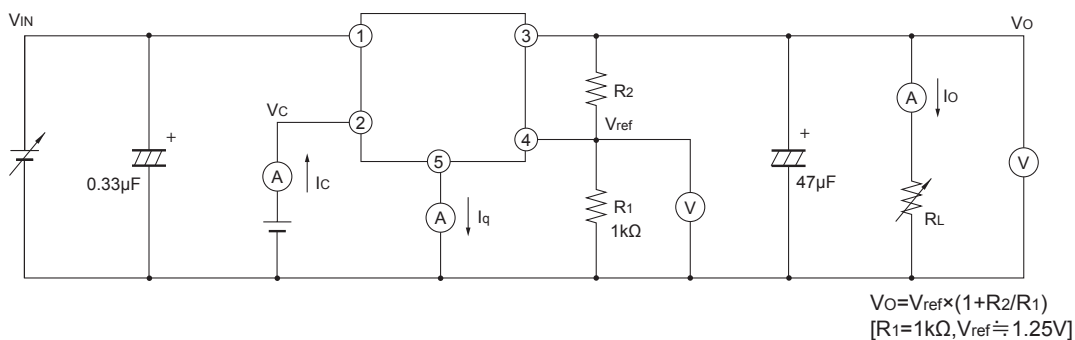 VIN
1
3
VO
A
IO
R2
VC
+
2
4
Vref
+
0.33µF
A
IC
5
A
Iq
R1
1kΩ
V
47µF
RL
V
VO=Vref×(1+R2/R1)
[R1=1kΩ,Vref≒1.25V]